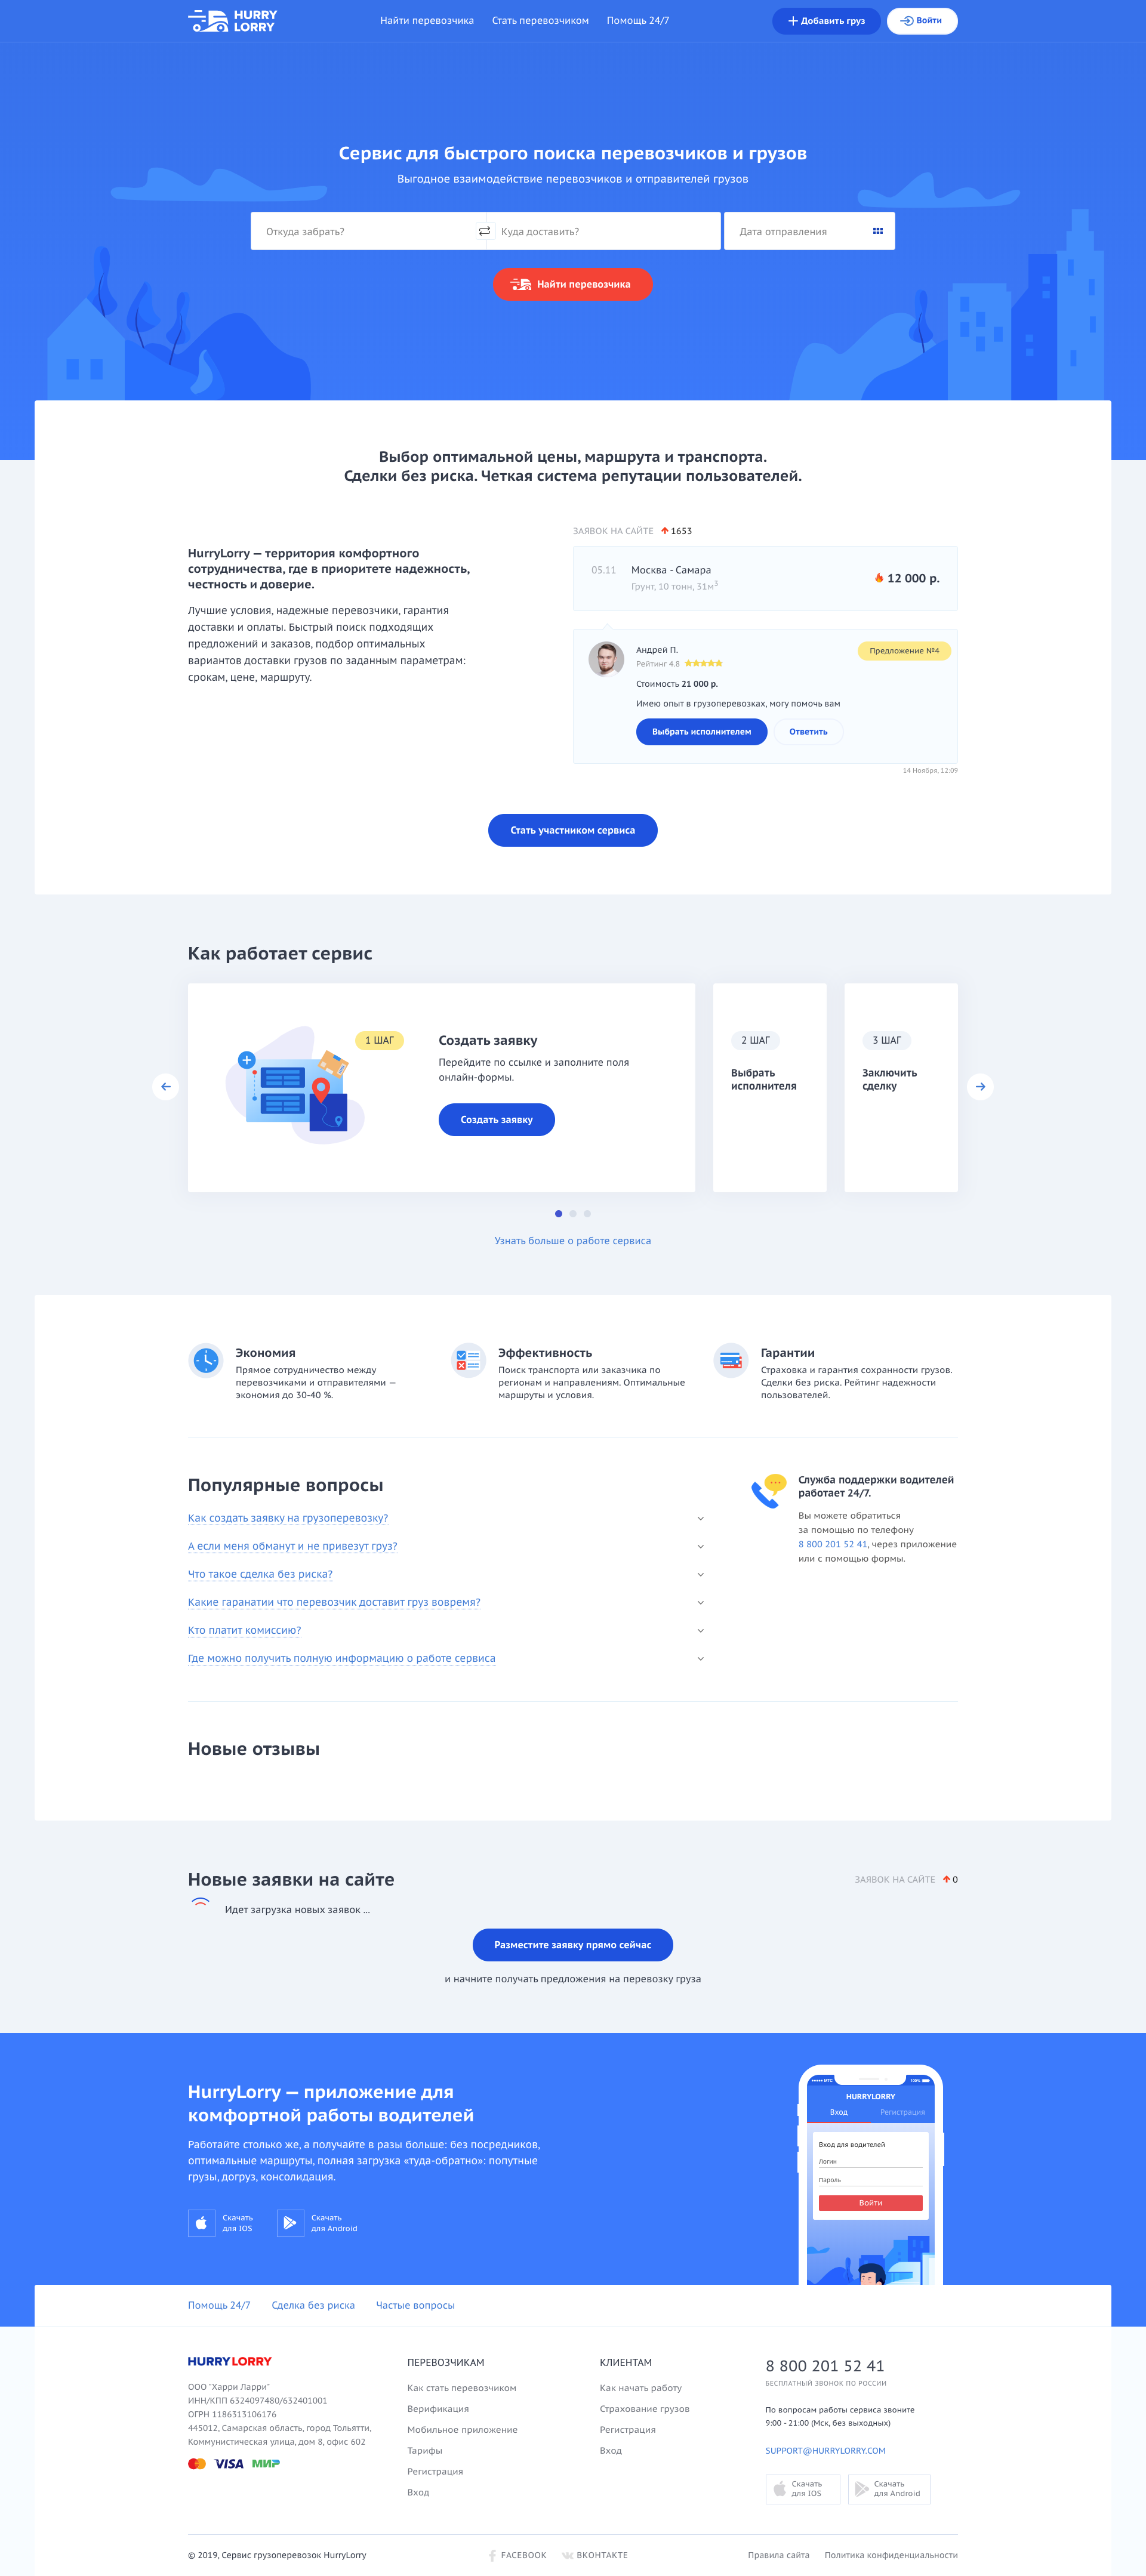 HURRY
LORRY
Найти перевозчика
Стать перевозчиком
Помощь 24/7
Добавить груз
Войти
Сервис для быстрого поиска перевозчиков и грузов
Выгодное взаимодействие перевозчиков и отправителей грузов
Откуда забрать?
Куда доставить?
Дата отправления
Найти перевозчика
Выбор оптимальной цены, маршрута и транспорта.
Сделки без риска. Четкая система репутации пользователей.
HurryLorry — территория комфортного
сотрудничества, где в приоритете надежность,
честность и доверие.
Лучшие условия, надежные перевозчики, гарантия
доставки и оплаты. Быстрый поиск подходящих
предложений и заказов, подбор оптимальных
вариантов доставки грузов по заданным параметрам:
срокам, цене, маршруту.
ЗАЯВОК НА САЙТЕ 1653
05.11
Москва - Самара
Грунт, 10 тонн, 31м3
12 000 р.
Андрей П.
Рейтинг 4.8
Предложение №4
Стоимость 21 000 р.
Имею опыт в грузоперевозках, могу помочь вам
Выбрать исполнителем
Ответить
14 Ноября, 12:09
Стать участником сервиса
Как работает сервис
1 ШАГ
Создать заявку
Перейдите по ссылке и заполните поля
онлайн-формы.
Создать заявку
2 ШАГ
Выбрать
исполнителя
3 ШАГ
Заключить
сделку
Узнать больше о работе сервиса
Экономия
Прямое сотрудничество между
перевозчиками и отправителями —
экономия до 30-40 %.
Эффективность
Поиск транспорта или заказчика по
регионам и направлениям. Оптимальные
маршруты и условия.
Гарантии
Страховка и гарантия сохранности грузов.
Сделки без риска. Рейтинг надежности
пользователей.
Популярные вопросы
Как создать заявку на грузоперевозку?
А если меня обманут и не привезут груз?
Что такое сделка без риска?
Какие гаранатии что перевозчик доставит груз вовремя?
Кто платит комиссию?
Где можно получить полную информацию о работе сервиса
Служба поддержки водителей
работает 24/7.
Вы можете обратиться
за помощью по телефону
8 800 201 52 41, через приложение
или с помощью формы.
Новые отзывы
Новые заявки на сайте
ЗАЯВОК НА САЙТЕ 0
Идет загрузка новых заявок ...
Разместите заявку прямо сейчас
и начните получать предложения на перевозку груза
HurryLorry — приложение для
комфортной работы водителей
Работайте столько же, а получайте в разы больше: без посредников,
оптимальные маршруты, полная загрузка «туда-обратно»: попутные
грузы, догруз, консолидация.
Скачать
для IOS
Скачать
для Android
МТС
100%
HURRYLORRY
Вход
Регистрация
Вход для водителей
Логин
Пароль
Войти
Помощь 24/7
Сделка без риска
Частые вопросы
HURRY LORRY
ООО "Харри Ларри"
ИНН/КПП 6324097480/632401001
ОГРН 1186313106176
445012, Самарская область, город Тольятти,
Коммунистическая улица, дом 8, офис 602
VISA
МИР
ПЕРЕВОЗЧИКАМ
Как стать перевозчиком
Верификация
Мобильное приложение
Тарифы
Регистрация
Вход
КЛИЕНТАМ
Как начать работу
Страхование грузов
Регистрация
Вход
8 800 201 52 41
БЕСПЛАТНЫЙ ЗВОНОК ПО РОССИИ
По вопросам работы сервиса звоните
9:00 - 21:00 (Мск, без выходных)
SUPPORT@HURRYLORRY.COM
Скачать
для IOS
Скачать
для Android
© 2019, Сервис грузоперевозок HurryLorry
FACEBOOK
ВКОНТАКТЕ
Правила сайта
Политика конфиденциальности